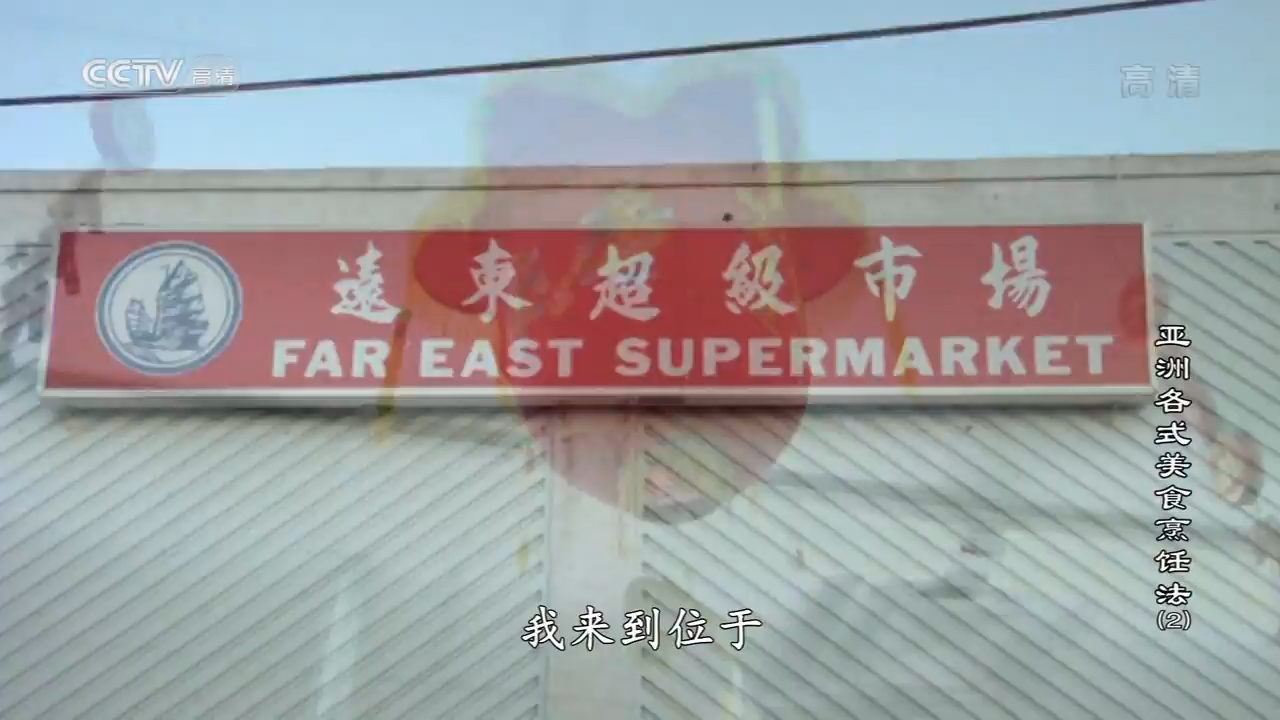 CCTV高清
高清
遠東超級市場
FAR EAST SUPERMARKET
亚洲各式美食烹饪法(2)
我来到位于